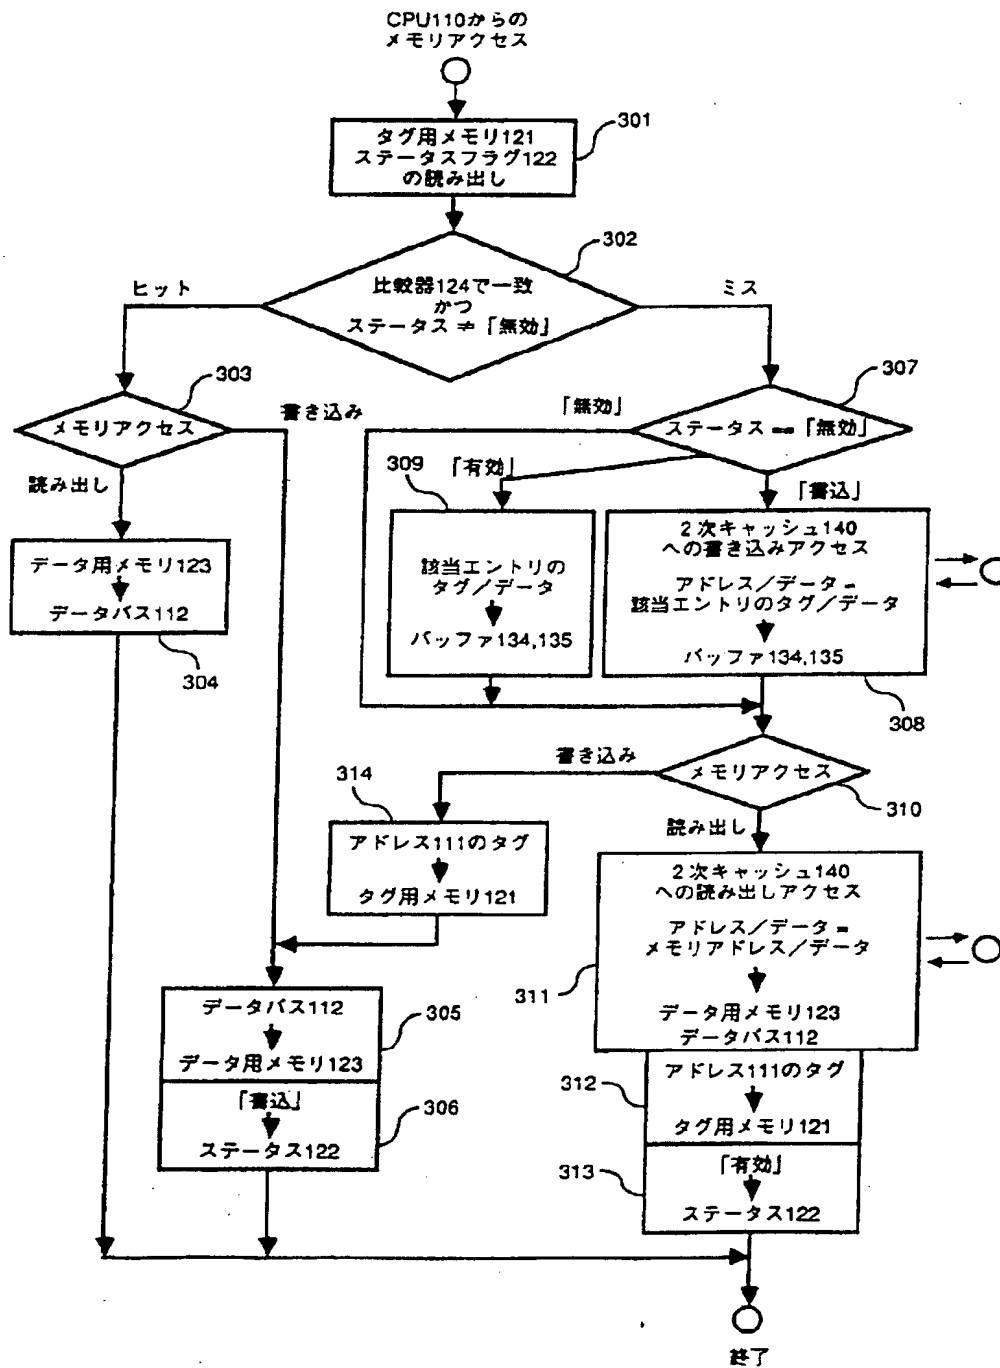 CPU110からの
メモリアクセス
301
タグ用メモリ121
ステータスフラグ122
の読み出し
302
比較器124で一致
かつ
ステータス ≠ 「無効」
ヒット
ミス
303
メモリアクセス
書き込み
読み出し
307
「無効」
ステータス == 「無効」
「有効」
「書込」
309
該当エントリの
タグ/データ
バッファ134,135
2次キャッシュ140
への書き込みアクセス
アドレス/データ=
該当エントリのタグ/データ
バッファ134,135
308
データ用メモリ123
データバス112
304
書き込み
メモリアクセス
310
読み出し
314
アドレス111のタグ
タグ用メモリ121
2次キャッシュ140
への読み出しアクセス
アドレス/データ=
メモリアドレス/データ
データ用メモリ123
データバス112
311
データバス112
データ用メモリ123
305
「書込」
ステータス122
306
312
アドレス111のタグ
タグ用メモリ121
313
「有効」
ステータス122
終了